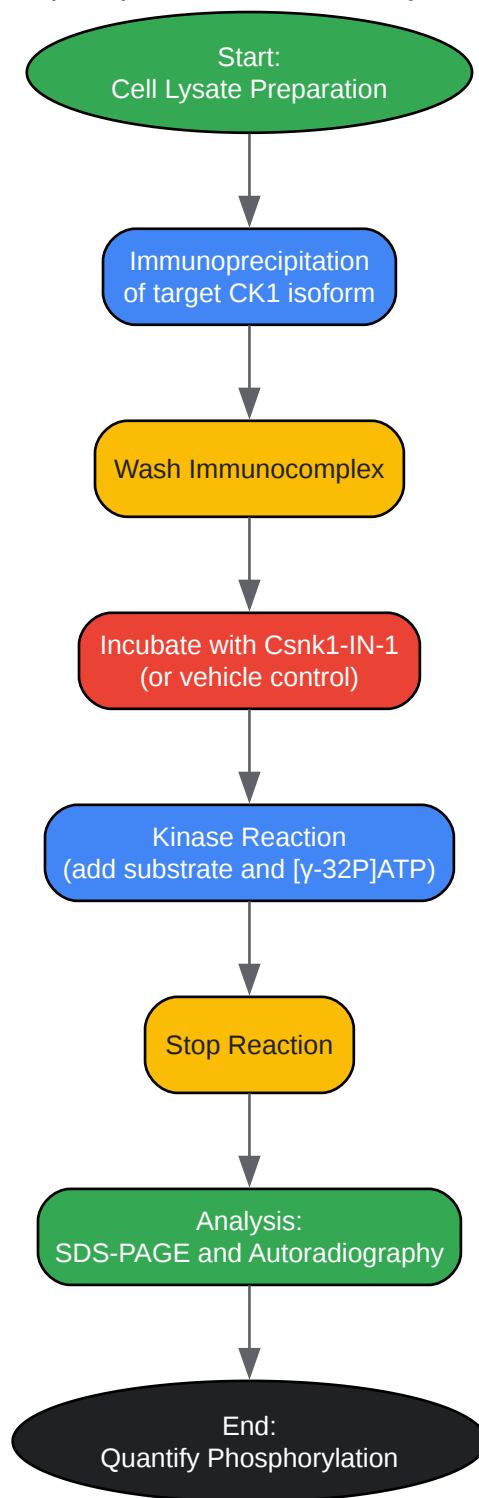 Start:
Cell Lysate Preparation
Immunoprecipitation
of target CK1 isoform
Wash Immunocomplex
Incubate with Csnk1-IN-1
(or vehicle control)
Kinase Reaction
(add substrate and [γ-32P]ATP)
Stop Reaction
Analysis:
SDS-PAGE and Autoradiography
End:
Quantify Phosphorylation